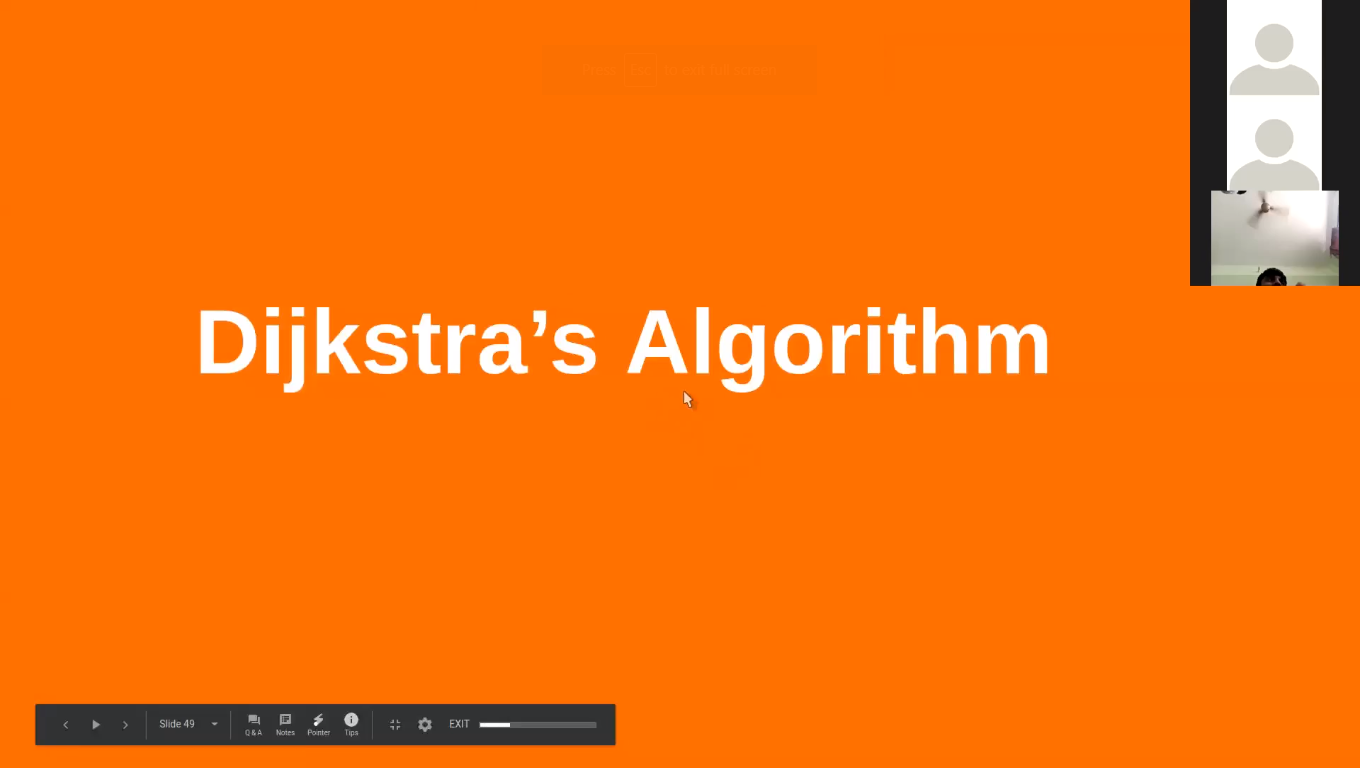 Dijkstra’s Algorithm
Slide 49
Q & A
Notes
Pointer
Tips
EXIT